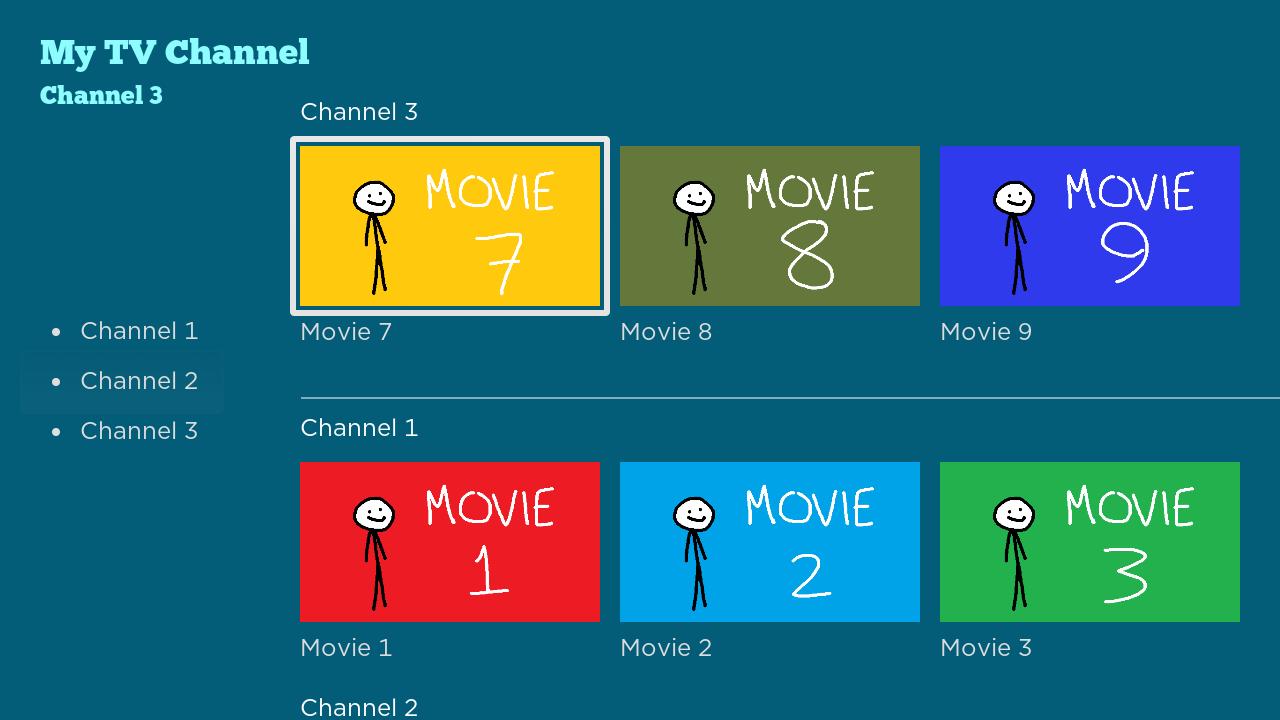 My TV Channel
Channel 3
Channel 3
MOVIE 7
MOVIE 8
MOVIE 9
Movie 7
Movie 8
Movie 9
Channel 1
Channel 2
Channel 3
Channel 1
MOVIE 1
MOVIE 2
MOVIE 3
Movie 1
Movie 2
Movie 3
Channel 2